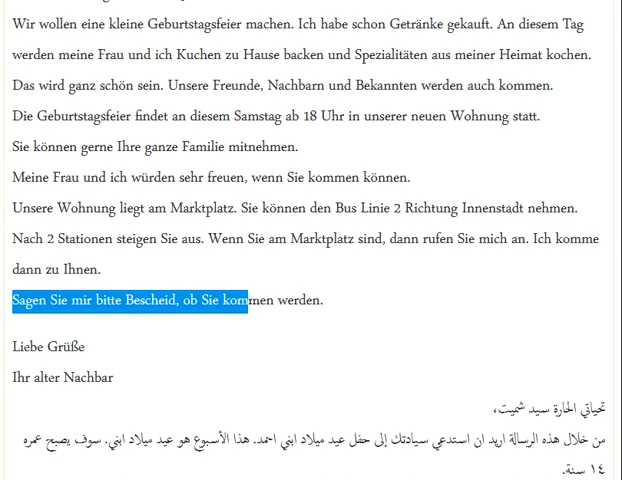 Wir wollen eine kleine Geburtstagsfeier machen. Ich habe schon Getränke gekauft. An diesem Tag
werden meine Frau und ich Kuchen zu Hause backen und Spezialitäten aus meiner Heimat kochen.
Das wird ganz schön sein. Unsere Freunde, Nachbarn und Bekannten werden auch kommen.
Die Geburtstagsfeier findet an diesem Samstag ab 18 Uhr in unserer neuen Wohnung statt.
Sie können gerne Ihre ganze Familie mitnehmen.
Meine Frau und ich würden sehr freuen, wenn Sie kommen können.
Unsere Wohnung liegt am Marktplatz. Sie können den Bus Linie 2 Richtung Innenstadt nehmen.
Nach 2 Stationen steigen Sie aus. Wenn Sie am Marktplatz sind, dann rufen Sie mich an. Ich komme
dann zu Ihnen.
Sagen Sie mir bitte Bescheid, ob Sie kommen werden.
Liebe Grüße
Ihr alter Nachbar
تحياتي الحارة سيد شميت،
من خلال هذه الرسالة اريد ان استدعي سيادتك إلى حفل عيد ميلاد ابني احمد. هذا الأسبوع هو عيد ميلاد ابني. سوف يصبح عمره
١٤ سنة.